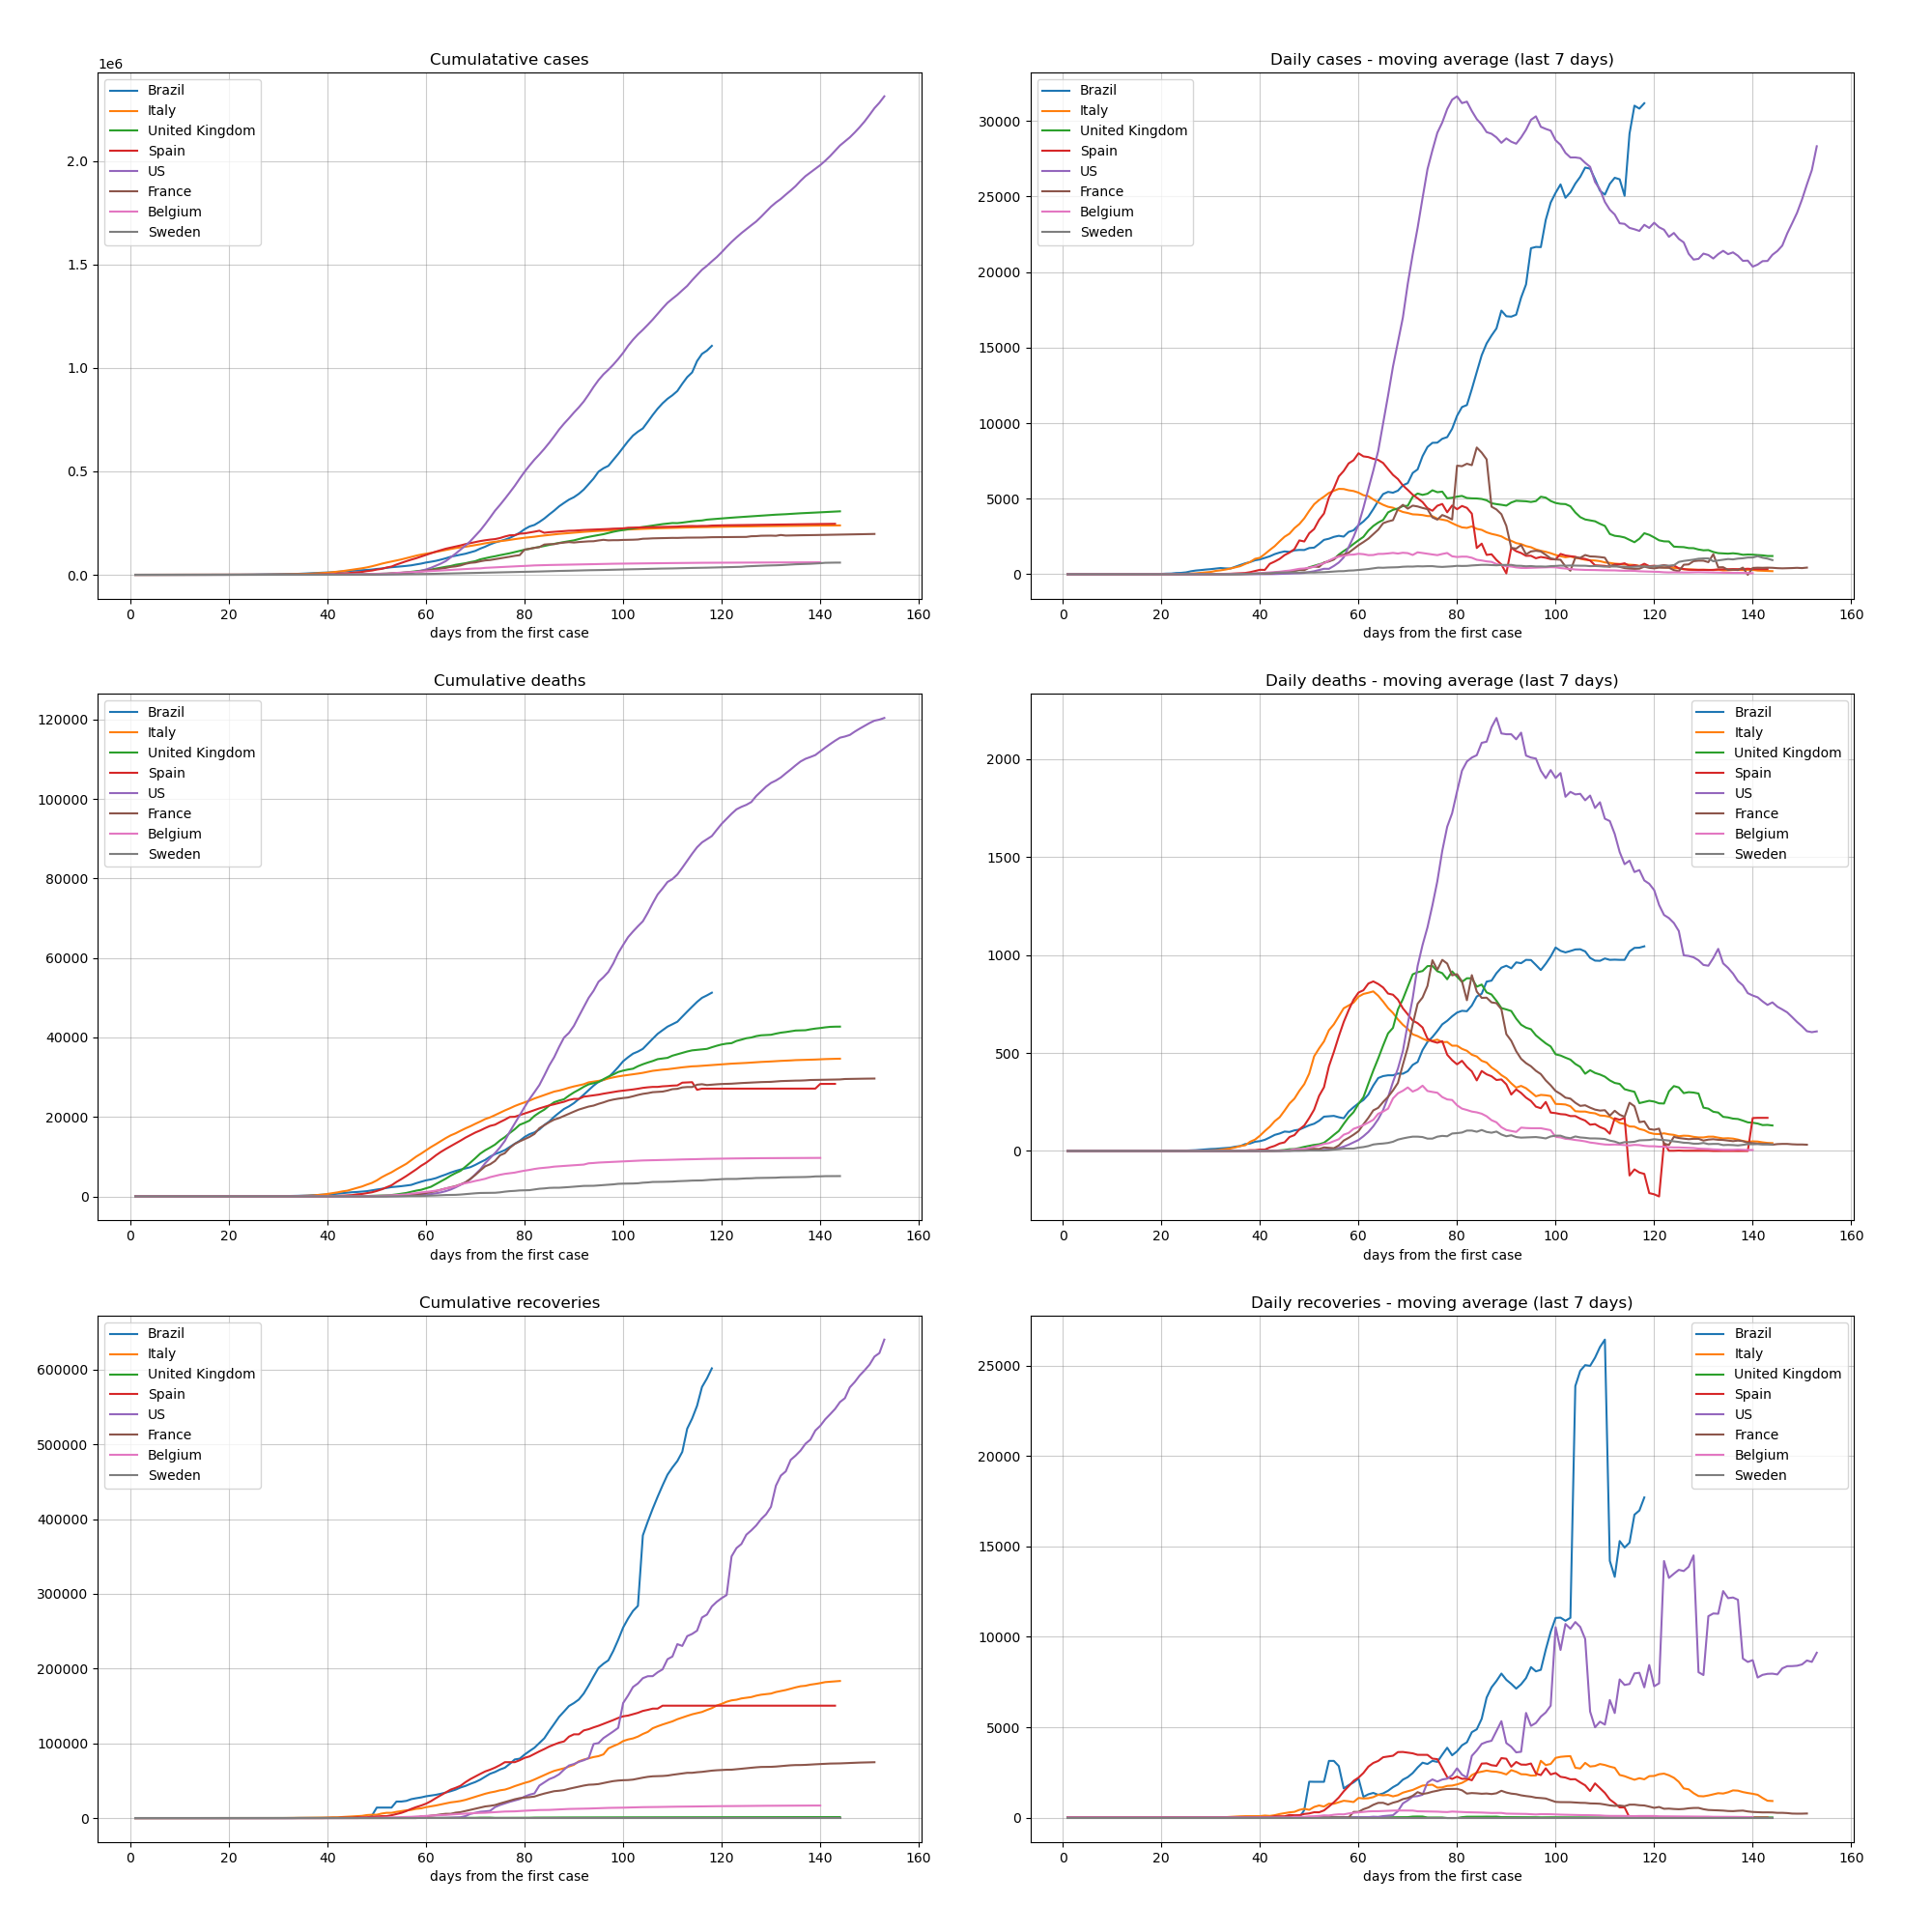 Cumulatative cases
1e6
Brazil
Italy
United Kingdom
Spain
US
France
Belgium
Sweden
2.0
1.5
1.0
0.5
0.0
0 20 40 60 80 100 120 140 160
days from the first case
Daily cases - moving average (last 7 days)
Brazil
Italy
United Kingdom
Spain
US
France
Belgium
Sweden
30000
25000
20000
15000
10000
5000
0
0 20 40 60 80 100 120 140 160
days from the first case
Cumulative deaths
Brazil
Italy
United Kingdom
Spain
US
France
Belgium
Sweden
120000
100000
80000
60000
40000
20000
0
0 20 40 60 80 100 120 140 160
days from the first case
Daily deaths - moving average (last 7 days)
Brazil
Italy
United Kingdom
Spain
US
France
Belgium
Sweden
2000
1500
1000
500
0
0 20 40 60 80 100 120 140 160
days from the first case
Cumulative recoveries
Brazil
Italy
United Kingdom
Spain
US
France
Belgium
Sweden
600000
500000
400000
300000
200000
100000
0
0 20 40 60 80 100 120 140 160
days from the first case
Daily recoveries - moving average (last 7 days)
Brazil
Italy
United Kingdom
Spain
US
France
Belgium
Sweden
25000
20000
15000
10000
5000
0
0 20 40 60 80 100 120 140 160
days from the first case